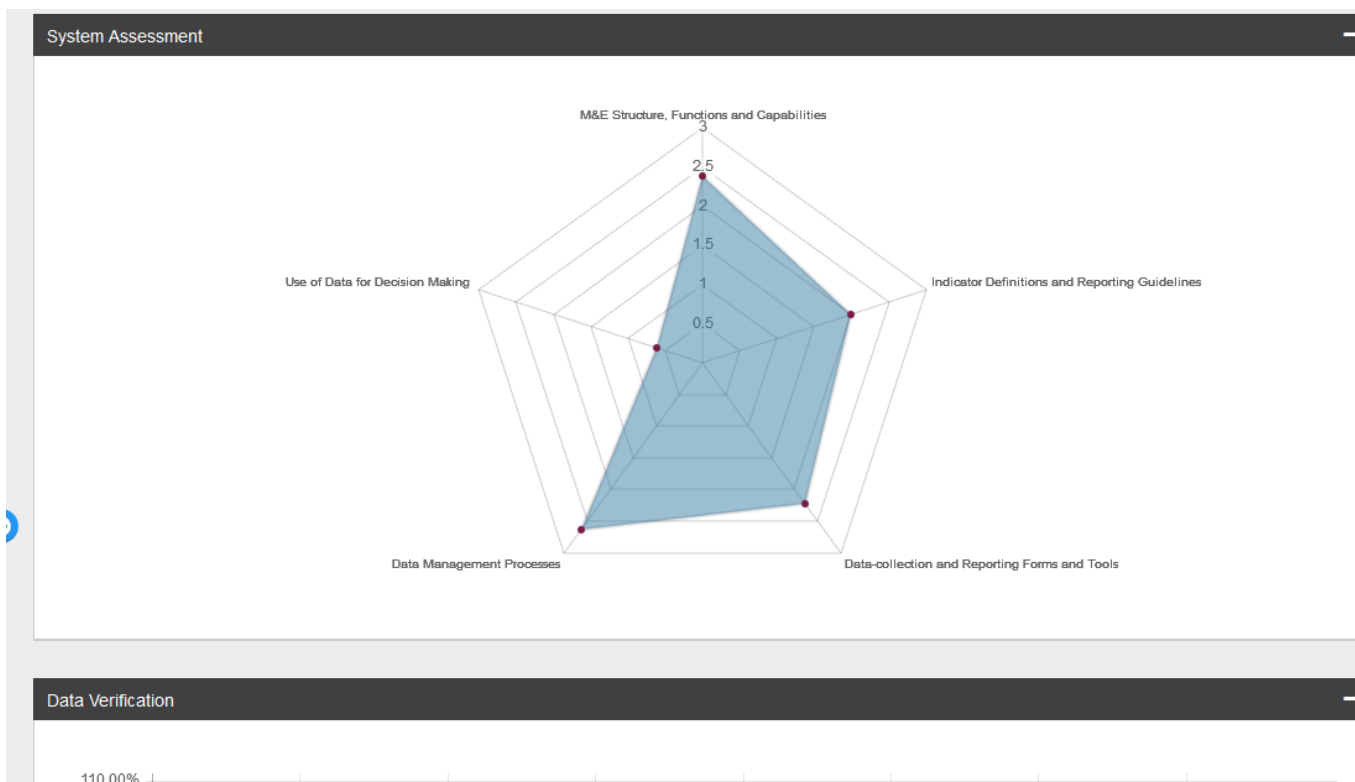 System Assessment
M&E Structure, Functions and Capabilities
3
2.5
2
1.5
1
0.5
Use of Data for Decision Making
Indicator Definitions and Reporting Guidelines
Data Management Processes
Data-collection and Reporting Forms and Tools
Data Verification
110.00%